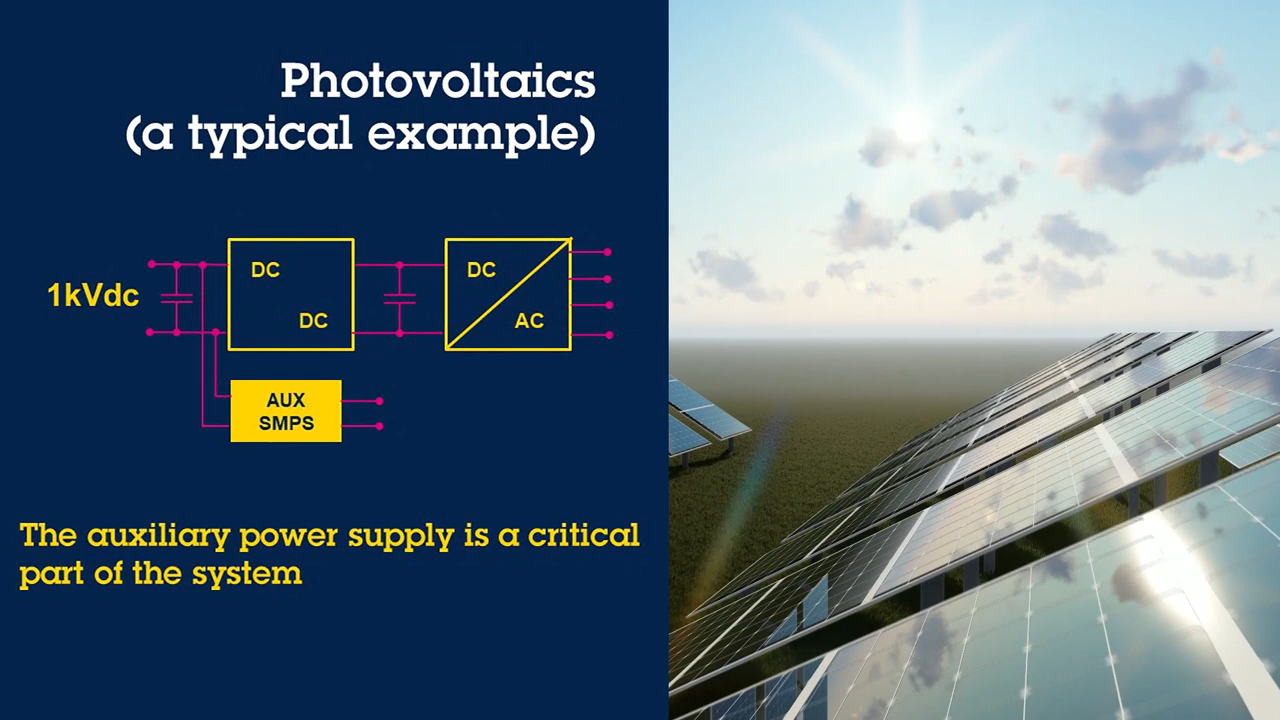 Photovoltaics
(a typical example)
1kVdc
DC
DC
DC
AC
AUX
SMPS
The auxiliary power supply is a critical
part of the system